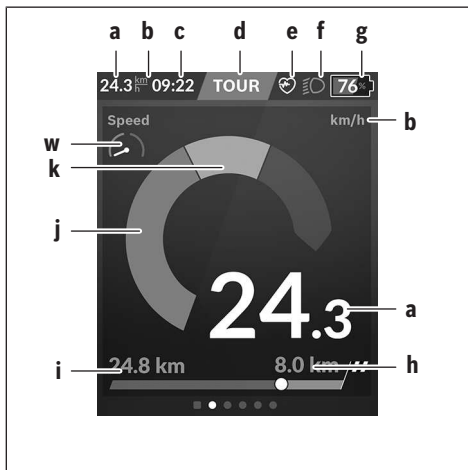 a b c d e f g
24.3 km/h 09:22 TOUR 76%
Speed km/h b
w
k
j
24.3 a
i 24.8 km 8.0 km h